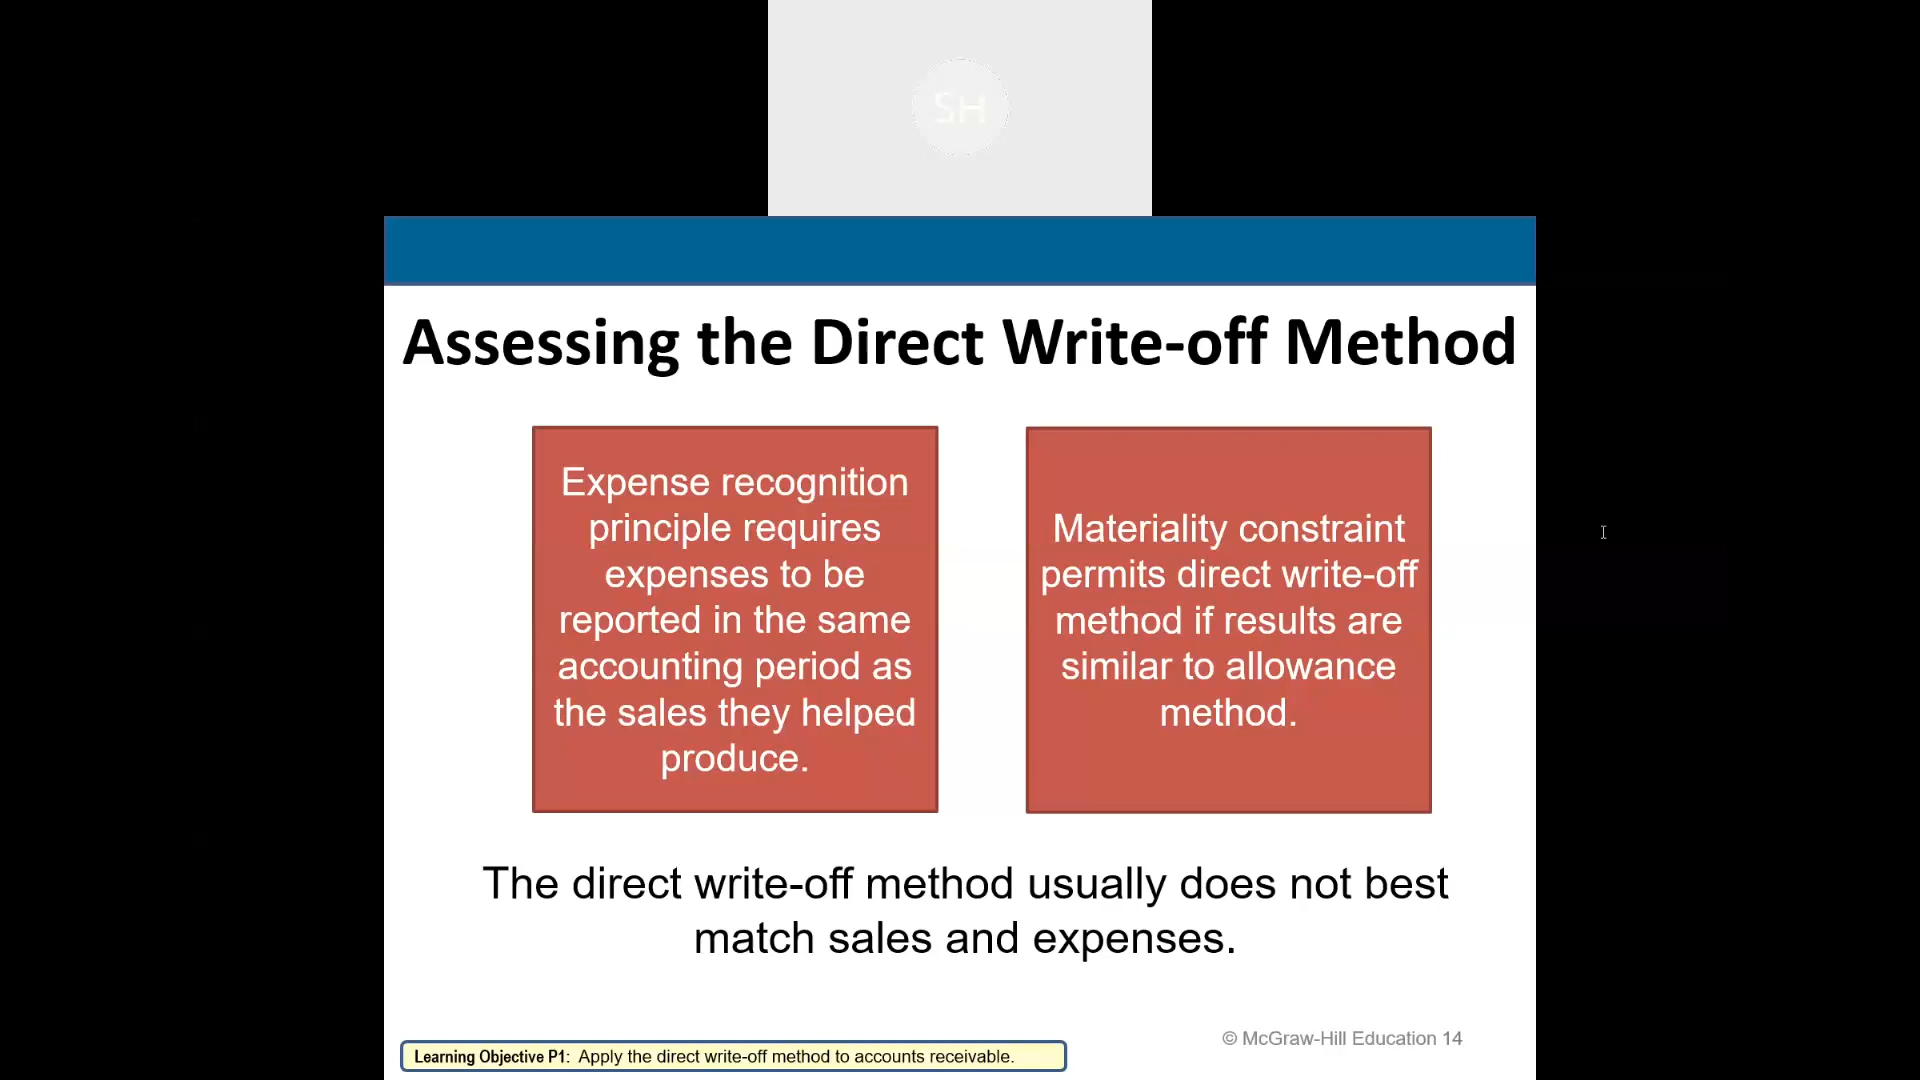 SH
Assessing the Direct Write-off Method
Expense recognition
principle requires
expenses to be
reported in the same
accounting period as
the sales they helped
produce.
Materiality constraint
permits direct write-off
method if results are
similar to allowance
method.
The direct write-off method usually does not best
match sales and expenses.
© McGraw-Hill Education 14
Learning Objective P1: Apply the direct write-off method to accounts receivable.